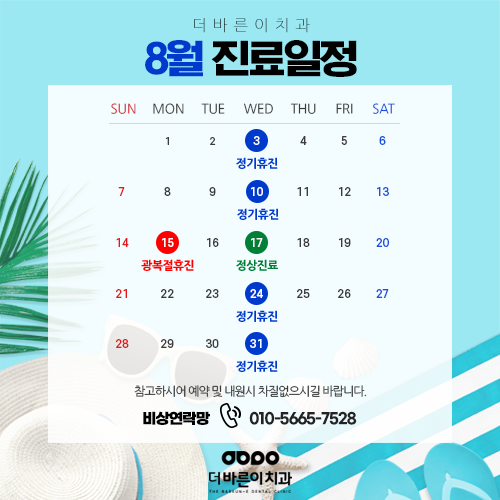 더바른이치과
8월 진료일정
SUN MON TUE WED THU FRI SAT
1 2 3 4 5 6
정기휴진
7 8 9 10 11 12 13
정기휴진
14 15 16 17 18 19 20
광복절휴진 정상진료
21 22 23 24 25 26 27
정기휴진
28 29 30 31
정기휴진
참고하시어 예약 및 내원시 차질없으시길 바랍니다.
비상연락망 010-5665-7528
더바른이치과
THE BAREUN-E DENTAL CLINIC